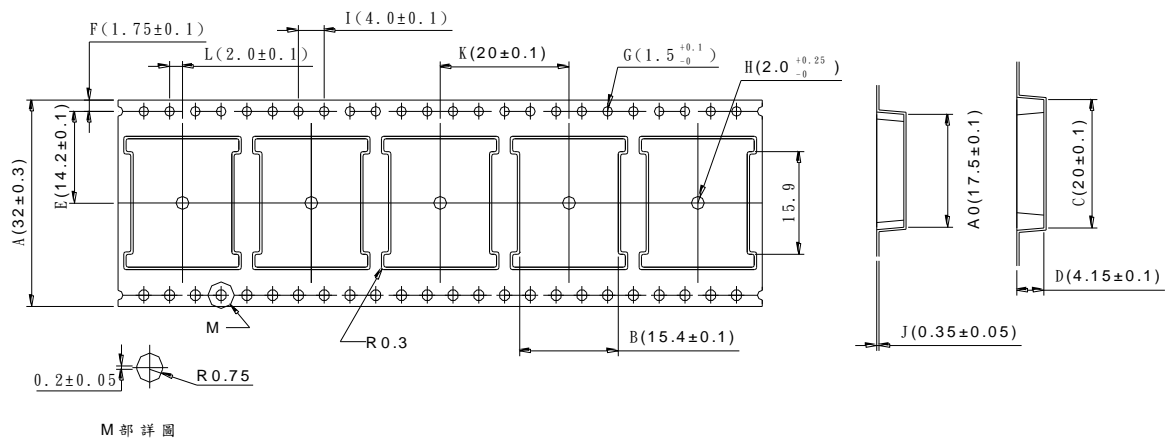 F(1.75±0.1)
I(4.0±0.1)
L(2.0±0.1)
K(20±0.1)
G(1.5 +0.1 -0)
H(2.0 +0.25 -0)
A(32±0.3)
E(14.2±0.1)
15.9
A0(17.5±0.1)
C(20±0.1)
D(4.15±0.1)
M
R0.3
B(15.4±0.1)
J(0.35±0.05)
0.2±0.05
R0.75
M部詳圖